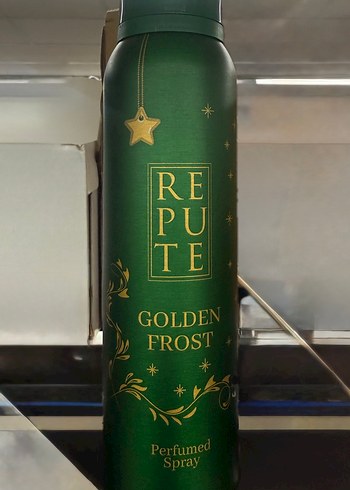 RE
PU
TE
GOLDEN
FROST
Perfumed
Spray